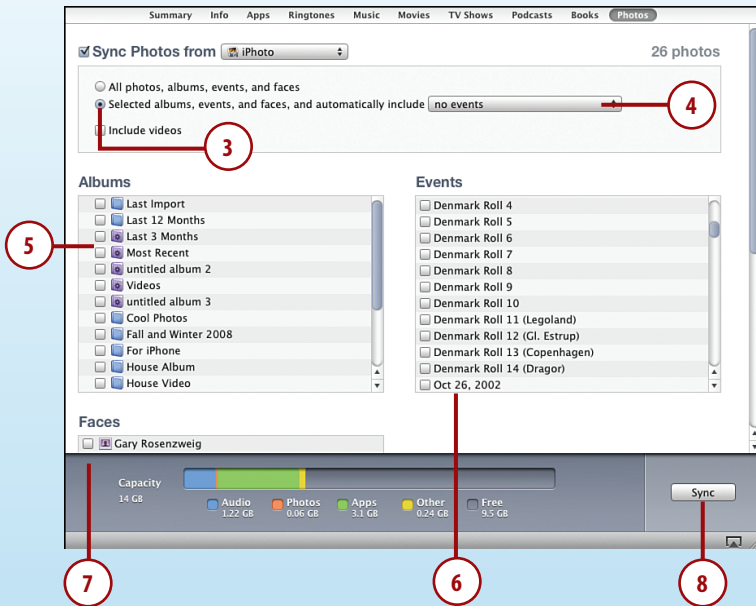 Summary Info Apps Ringtones Music Movies TV Shows Podcasts Books Photos
Sync Photos from iPhoto 26 photos
All photos, albums, events, and faces
Selected albums, events, and faces, and automatically include no events 4
Include videos
3
Albums
Last Import
Last 12 Months
Last 3 Months
Most Recent
untitled album 2
Videos
untitled album 3
Cool Photos
Fall and Winter 2008
For iPhone
House Album
House Video
5
Events
Denmark Roll 4
Denmark Roll 5
Denmark Roll 6
Denmark Roll 7
Denmark Roll 8
Denmark Roll 9
Denmark Roll 10
Denmark Roll 11 (Legoland)
Denmark Roll 12 (Gl. Estrup)
Denmark Roll 13 (Copenhagen)
Denmark Roll 14 (Dragor)
Oct 26, 2002
Faces
Gary Rosenzweig
Capacity
14 GB
Audio
1.22 GB
Photos
0.06 GB
Apps
3.1 GB
Other
0.24 GB
Free
9.5 GB
Sync
7
6
8